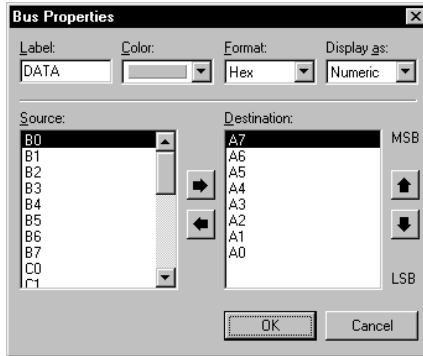 Bus Properties
Label: Color: Format: Display as:
DATA Hex Numeric
Source: Destination:
B0 A7 MSB
B1 A6
B2 A5
B3 A4
B4 A3
B5 A2
B6 A1
B7 A0
C0
C1 LSB
OK Cancel